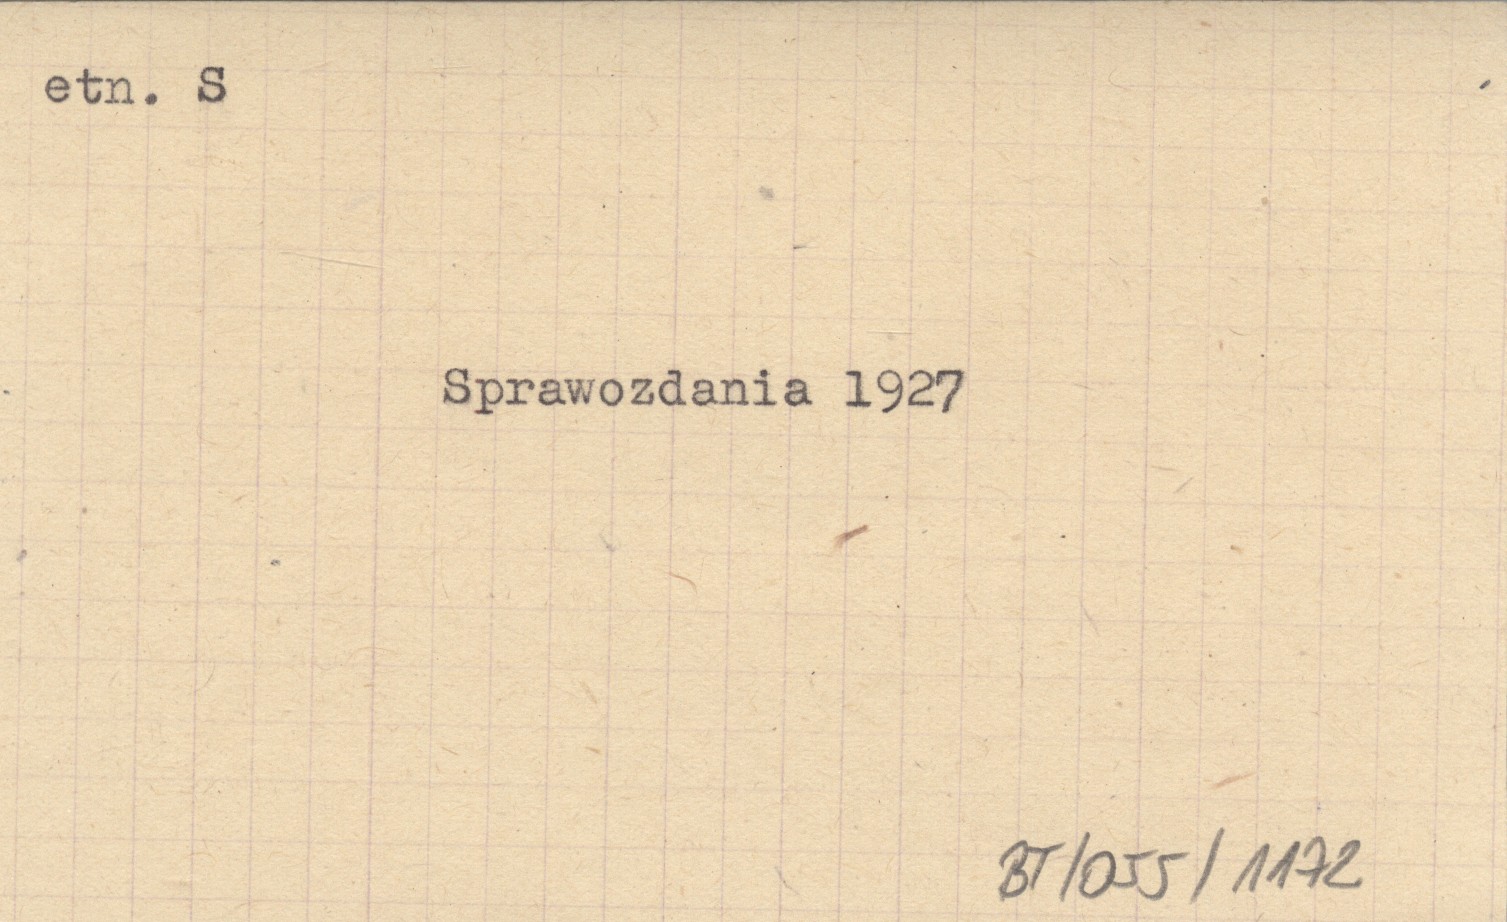 etn. S
Sprawozdania 1927
BT/055/1172